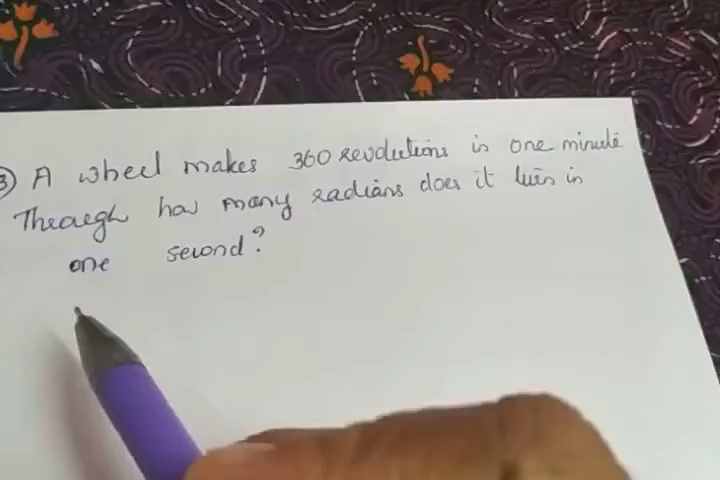 3) A wheel makes 360 revolutions in one minute
Through how many radians does it turn in
one second?